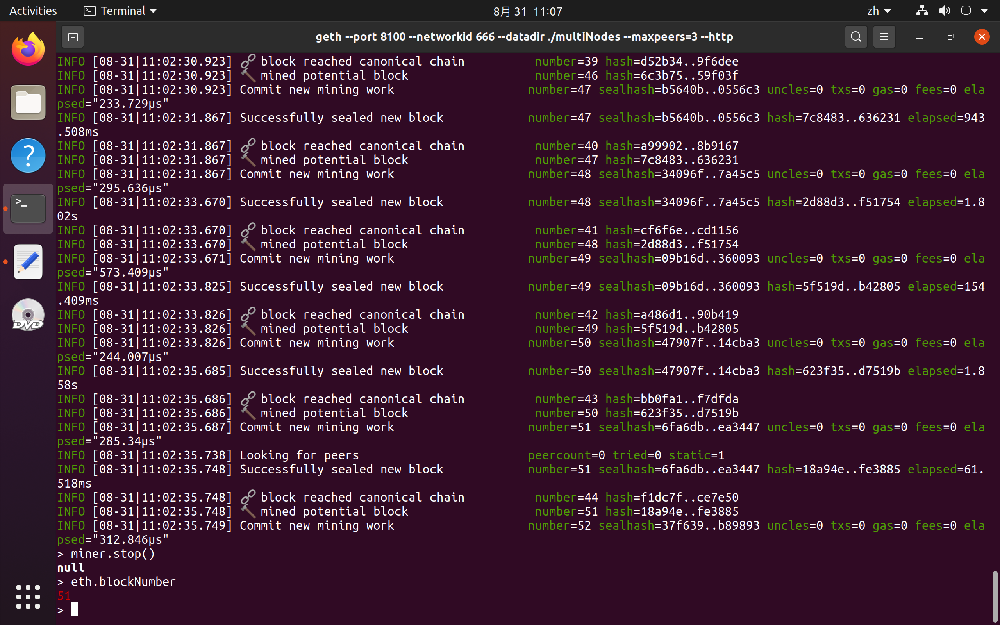 Activities
Terminal
8月 31 11:07
zh
geth --port 8100 --networkid 666 --datadir ./multiNodes --maxpeers=3 --http
INFO [08-31|11:02:30.923] 🔗 block reached canonical chain number=39 hash=d52b34..9f6dee
INFO [08-31|11:02:30.923] 🔨 mined potential block number=46 hash=6c3b75..59f03f
INFO [08-31|11:02:30.923] Commit new mining work number=47 sealhash=b5640b..0556c3 uncles=0 txs=0 gas=0 fees=0 ela
psed="233.729µs"
INFO [08-31|11:02:31.867] Successfully sealed new block number=47 sealhash=b5640b..0556c3 hash=7c8483..636231 elapsed=943
.508ms
INFO [08-31|11:02:31.867] 🔗 block reached canonical chain number=40 hash=a99902..8b9167
INFO [08-31|11:02:31.867] 🔨 mined potential block number=47 hash=7c8483..636231
INFO [08-31|11:02:31.867] Commit new mining work number=48 sealhash=34096f..7a45c5 uncles=0 txs=0 gas=0 fees=0 ela
psed="295.636µs"
INFO [08-31|11:02:33.670] Successfully sealed new block number=48 sealhash=34096f..7a45c5 hash=2d88d3..f51754 elapsed=1.8
02s
INFO [08-31|11:02:33.670] 🔗 block reached canonical chain number=41 hash=cf6f6e..cd1156
INFO [08-31|11:02:33.670] 🔨 mined potential block number=48 hash=2d88d3..f51754
INFO [08-31|11:02:33.671] Commit new mining work number=49 sealhash=09b16d..360093 uncles=0 txs=0 gas=0 fees=0 ela
psed="573.409µs"
INFO [08-31|11:02:33.825] Successfully sealed new block number=49 sealhash=09b16d..360093 hash=5f519d..b42805 elapsed=154
.409ms
INFO [08-31|11:02:33.826] 🔗 block reached canonical chain number=42 hash=a486d1..90b419
INFO [08-31|11:02:33.826] 🔨 mined potential block number=49 hash=5f519d..b42805
INFO [08-31|11:02:33.826] Commit new mining work number=50 sealhash=47907f..14cba3 uncles=0 txs=0 gas=0 fees=0 ela
psed="244.007µs"
INFO [08-31|11:02:35.685] Successfully sealed new block number=50 sealhash=47907f..14cba3 hash=623f35..d7519b elapsed=1.8
58s
INFO [08-31|11:02:35.686] 🔗 block reached canonical chain number=43 hash=bb0fa1..f7dfda
INFO [08-31|11:02:35.686] 🔨 mined potential block number=50 hash=623f35..d7519b
INFO [08-31|11:02:35.687] Commit new mining work number=51 sealhash=6fa6db..ea3447 uncles=0 txs=0 gas=0 fees=0 ela
psed="285.34µs"
INFO [08-31|11:02:35.738] Looking for peers peercount=0 tried=0 static=1
INFO [08-31|11:02:35.748] Successfully sealed new block number=51 sealhash=6fa6db..ea3447 hash=18a94e..fe3885 elapsed=61.
518ms
INFO [08-31|11:02:35.748] 🔗 block reached canonical chain number=44 hash=f1dc7f..ce7e50
INFO [08-31|11:02:35.748] 🔨 mined potential block number=51 hash=18a94e..fe3885
INFO [08-31|11:02:35.749] Commit new mining work number=52 sealhash=37f639..b89893 uncles=0 txs=0 gas=0 fees=0 ela
psed="312.846µs"
> miner.stop()
null
> eth.blockNumber
51
>
DVD